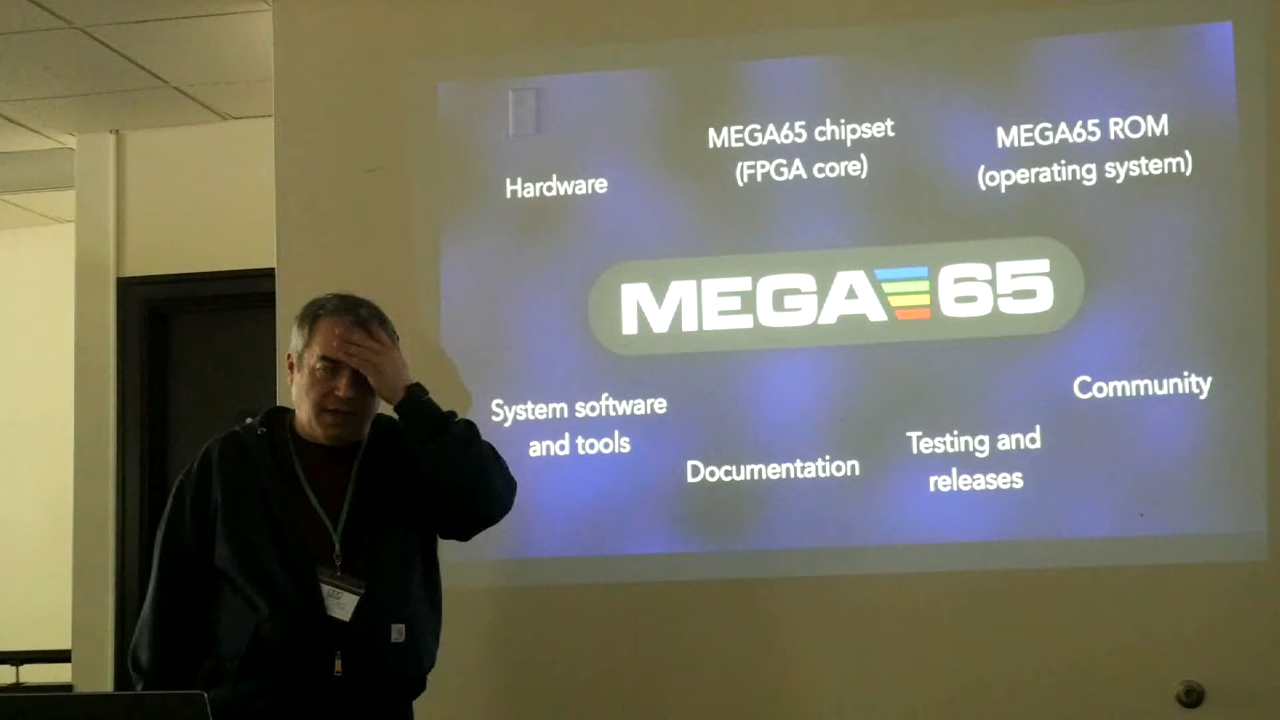 MEGA65 chipset
(FPGA core)
MEGA65 ROM
(operating system)
Hardware
MEGA65
System software
and tools
Documentation
Testing and
releases
Community